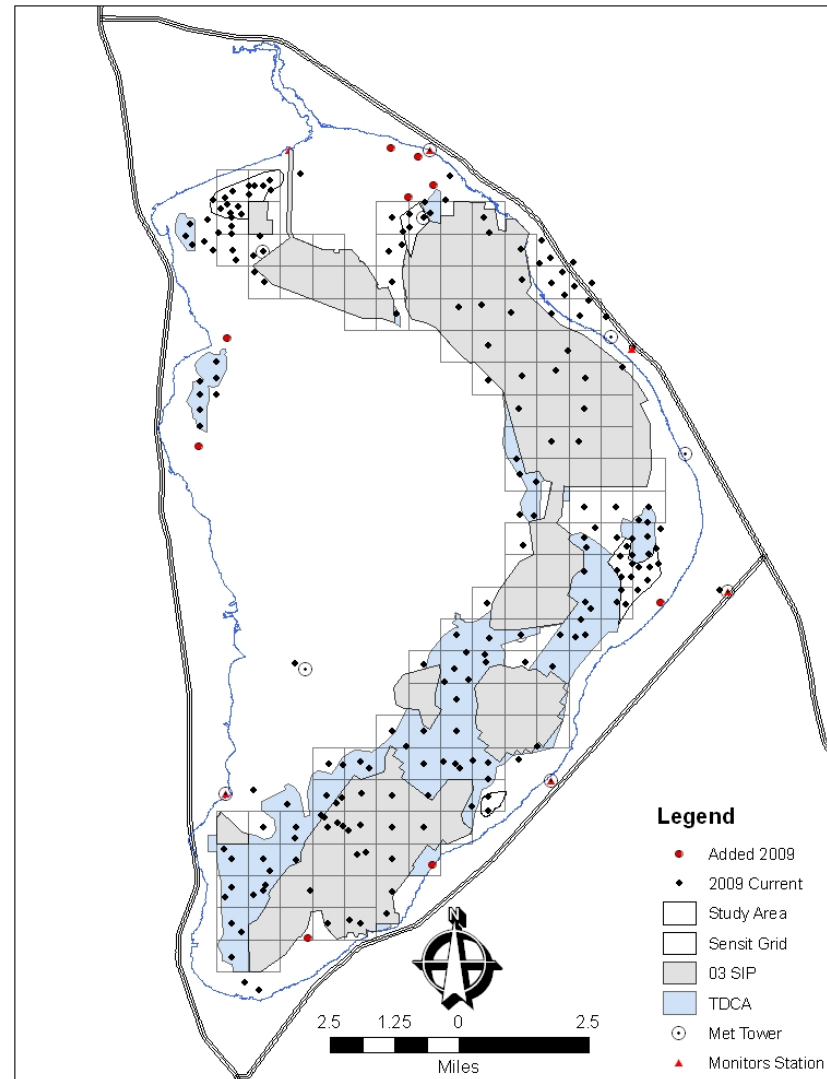 Legend
Added 2009
2009 Current
Study Area
Sensit Grid
03 SIP
TDCA
Met Tower
Monitors Station
N
2.5 1.25 0 2.5
Miles